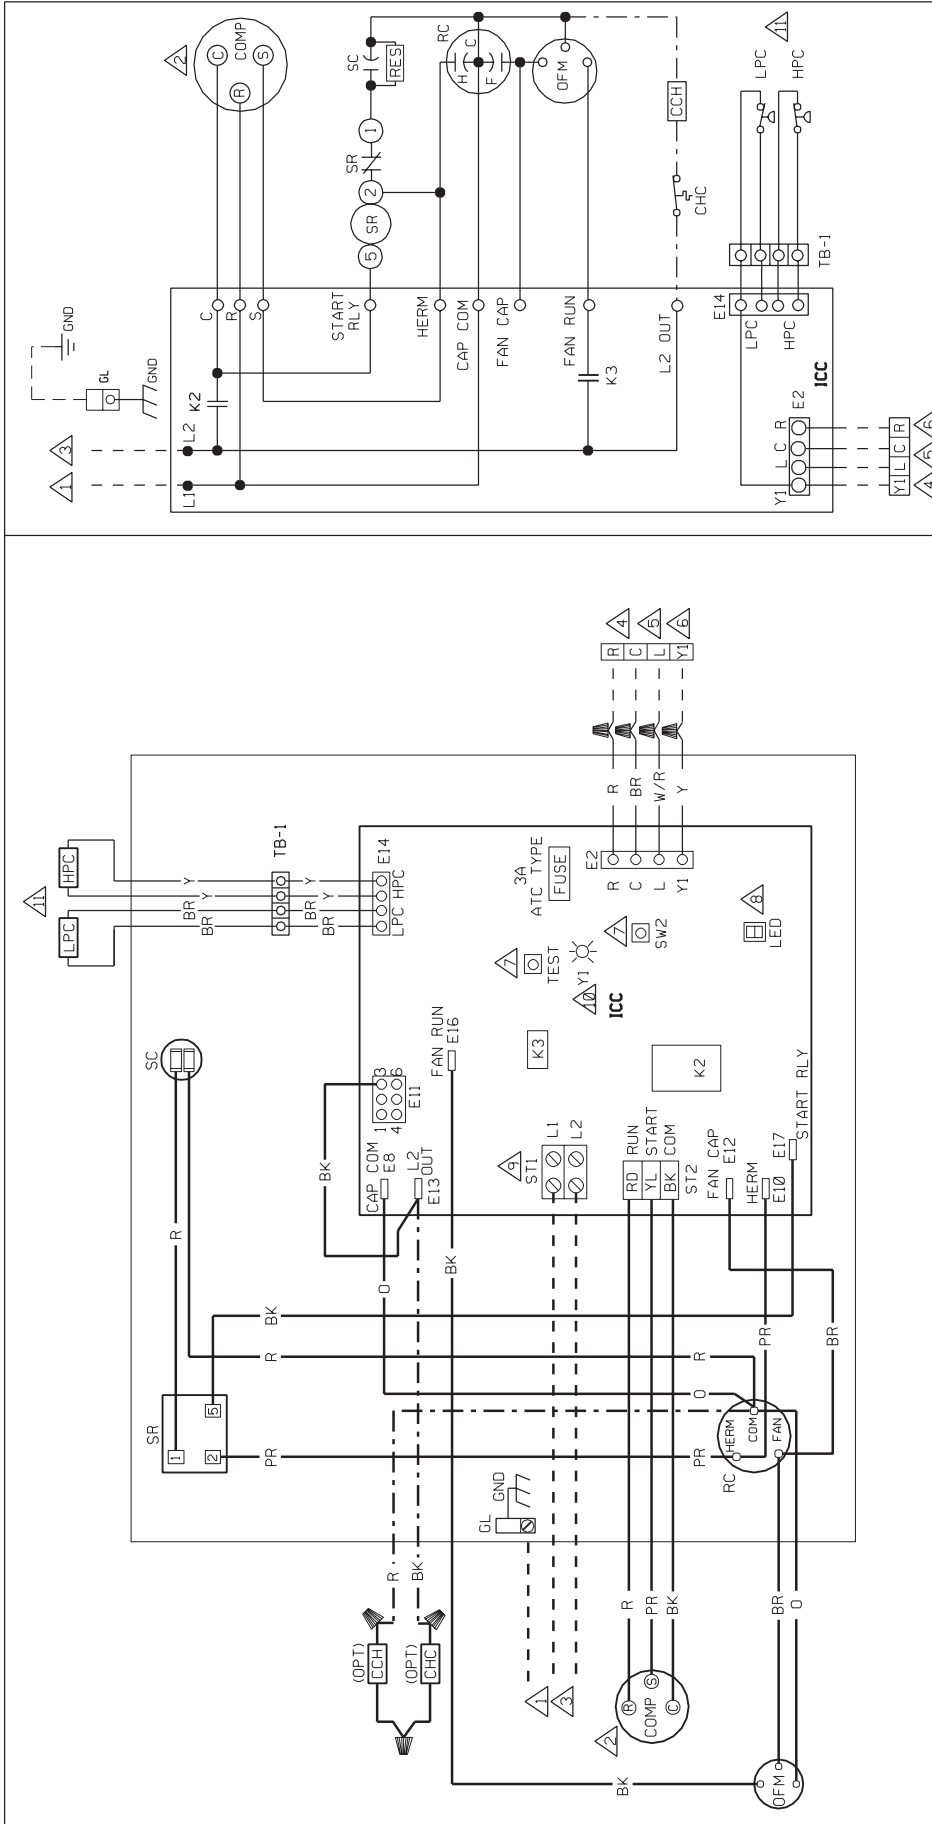 COMP
C
S
R
2
SC
RES
1
SR
2
SR
5
RC
C
H
F
OFM
CCH
CHC
11
LPC
HPC
TB-1
GND
GL
GND
3
1
C
R
S
START RLY
HERM
CAP COM
FAN CAP
FAN RUN
L2 OUT
E14
LPC
HPC
K2
L2
L1
K3
ICC
E2
Y1
L
C
R
Y1
L
C
R
4
5
6
11
HPC
LPC
TB-1
Y
Y
BR
BR
Y
Y
BR
BR
E14
LPC HPC
SC
R
BK
1
3
4
6
E11
CAP COM
E8
L2
OUT
E13
FAN RUN
E16
3A
ATC TYPE
FUSE
E2
R
C
L
Y1
R
BR
W/R
Y
R
C
L
Y1
4
5
6
7
TEST
7
SW2
8
LED
Y1
10
ICC
K3
K2
9
ST1
L1
L2
RD
YL
BK
RUN
START
COM
ST2
FAN CAP
E12
HERM
E10
E17
START RLY
SR
1
2
5
BK
R
R
O
O
PR
PR
PR
BR
BK
HERM
COM
FAN
RC
GL
GND
R
BK
(OPT)
CCH
(OPT)
CHC
1
3
2
COMP
R
S
C
R
PR
BK
BR
O
BK
OFM